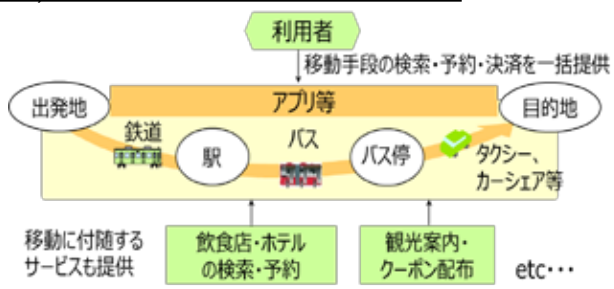 利用者
移動手段の検索・予約・決済を一括提供
アプリ等
出発地
目的地
鉄道
駅
バス
バス停
タクシー、
カーシェア等
移動に付随する
サービスも提供
飲食店・ホテル
の検索・予約
観光案内・
クーポン配布
etc・・・